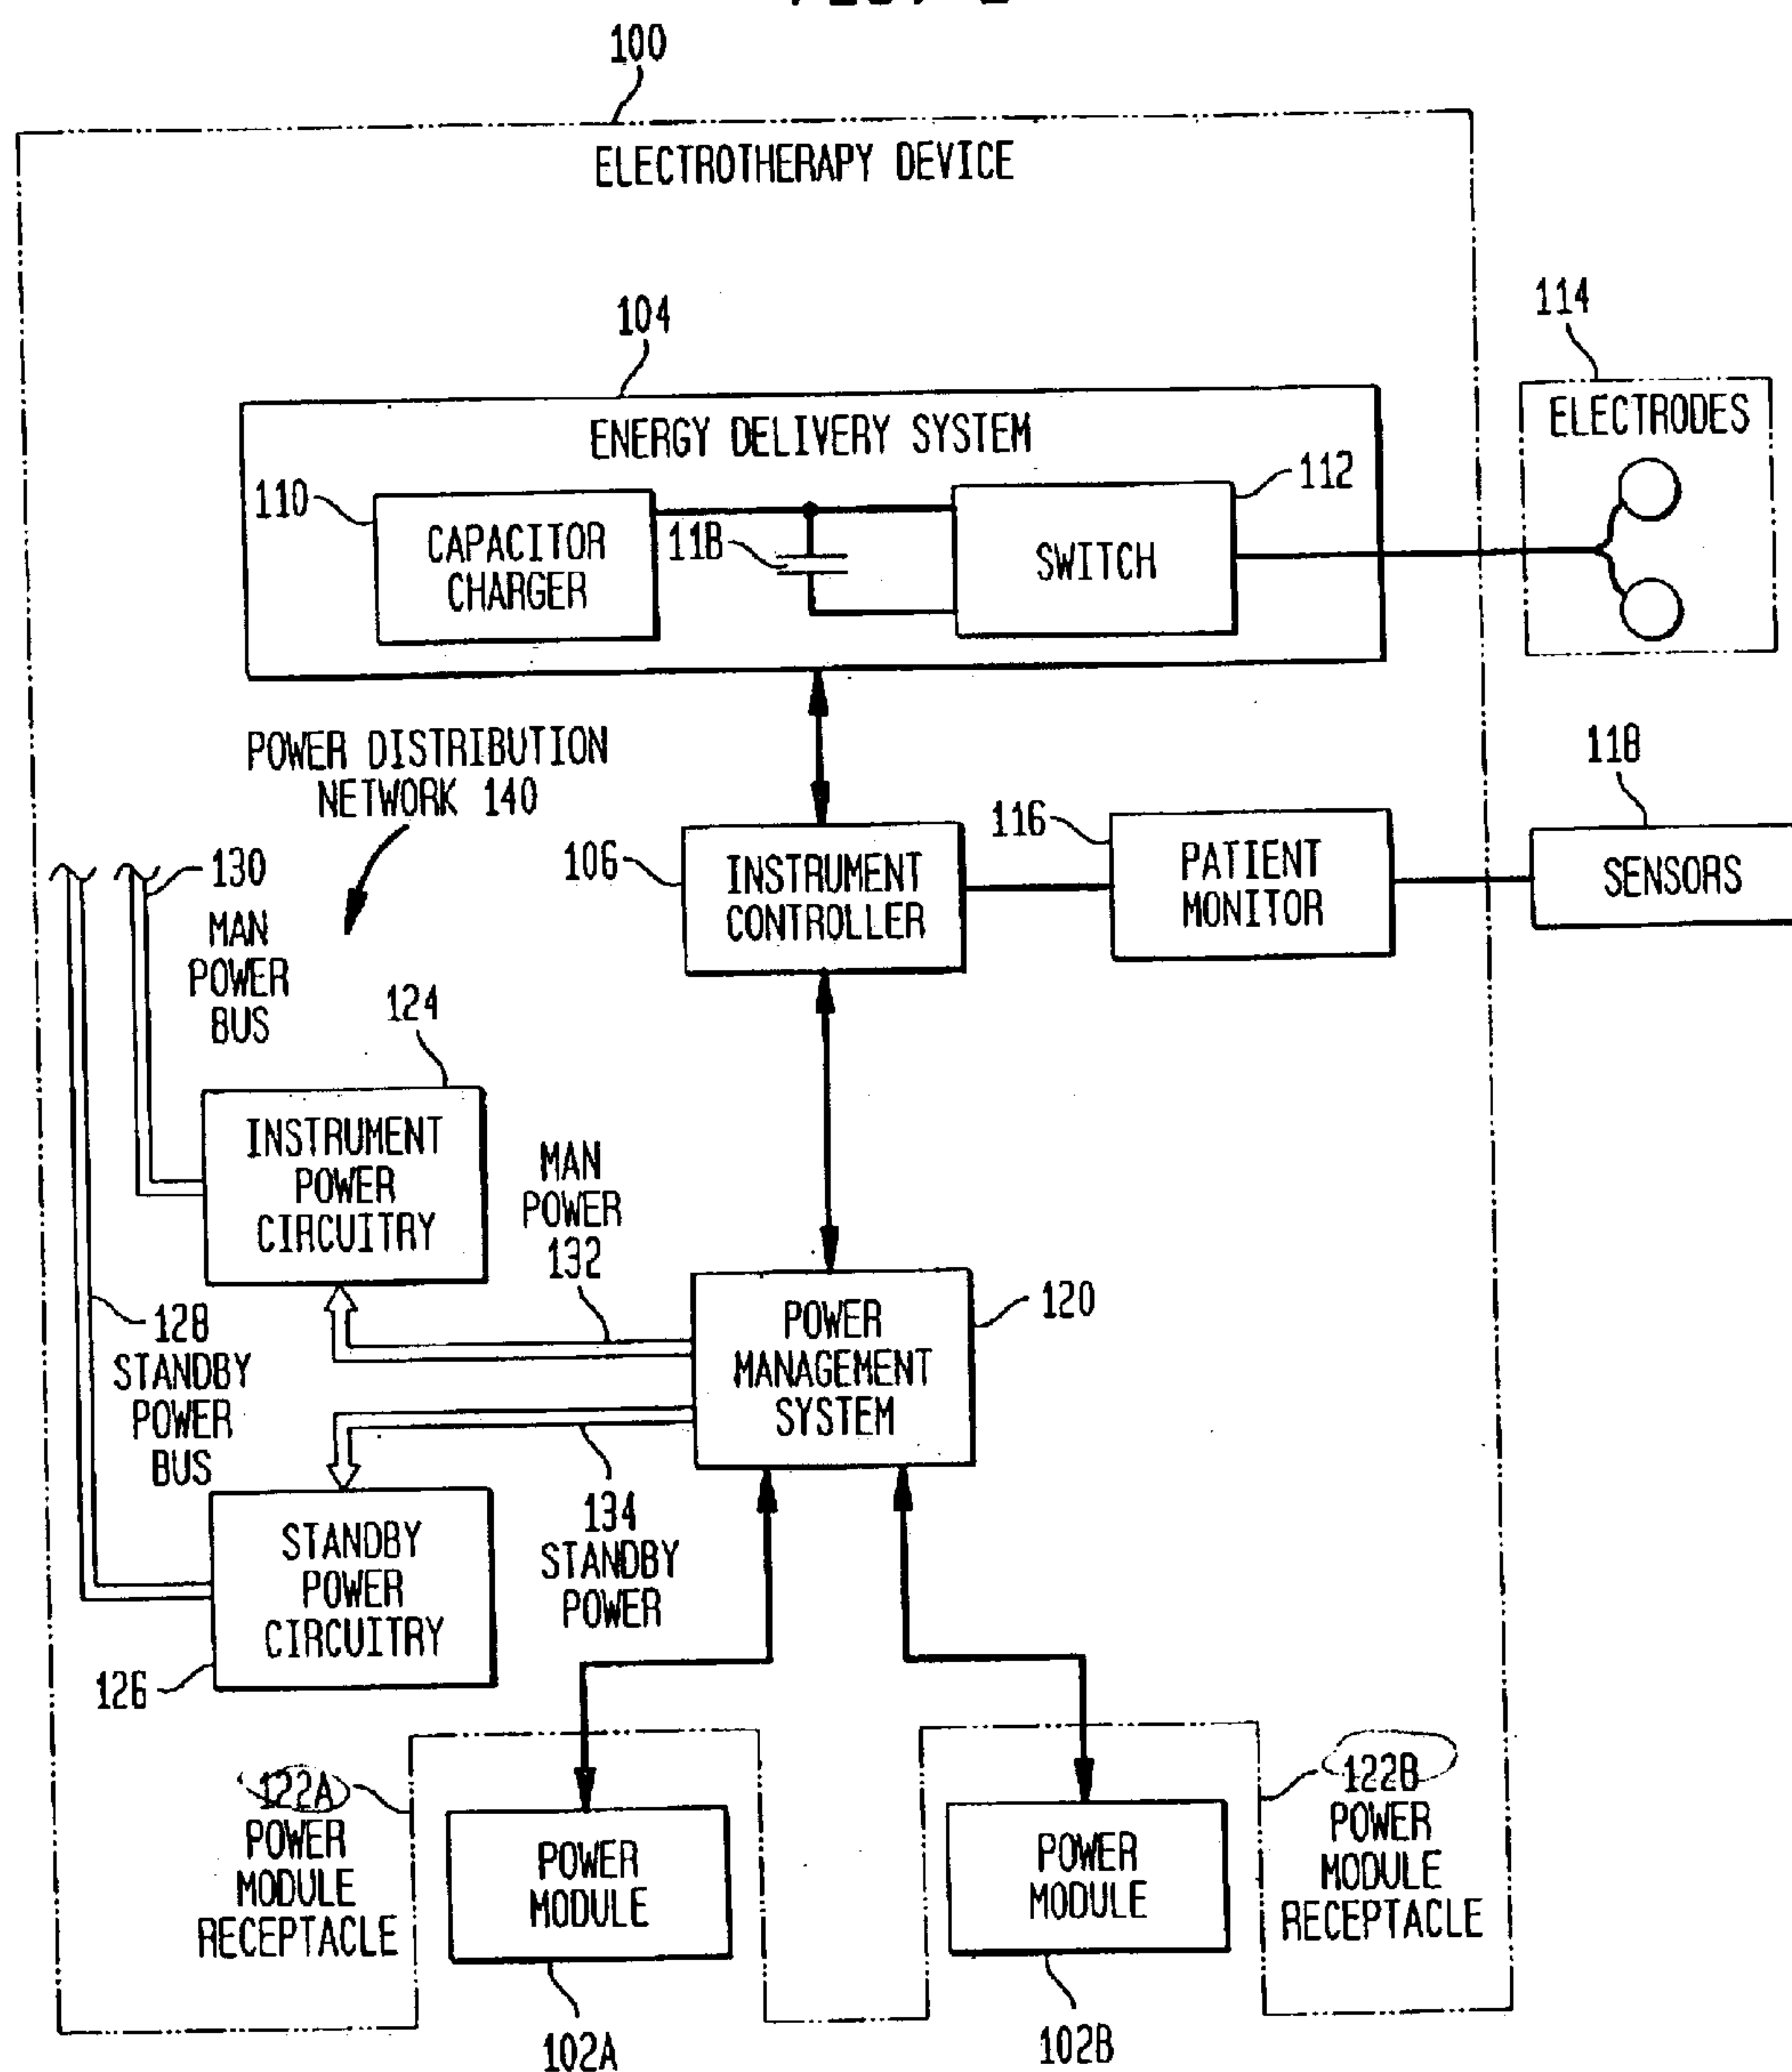 100
ELECTROTHERAPY DEVICE
104
114
ENERGY DELIVERY SYSTEM
ELECTRODES
110
112
CAPACITOR
CHARGER
118
SWITCH
POWER DISTRIBUTION
NETWORK 140
118
130
MAN
POWER
BUS
106
INSTRUMENT
CONTROLLER
116
PATIENT
MONITOR
SENSORS
124
INSTRUMENT
POWER
CIRCUITRY
MAN
POWER
132
128
STANDBY
POWER
BUS
POWER
MANAGEMENT
SYSTEM
120
134
STANDBY
POWER
STANDBY
POWER
CIRCUITRY
126
122A
POWER
MODULE
RECEPTACLE
POWER
MODULE
102A
POWER
MODULE
102B
122B
POWER
MODULE
RECEPTACLE